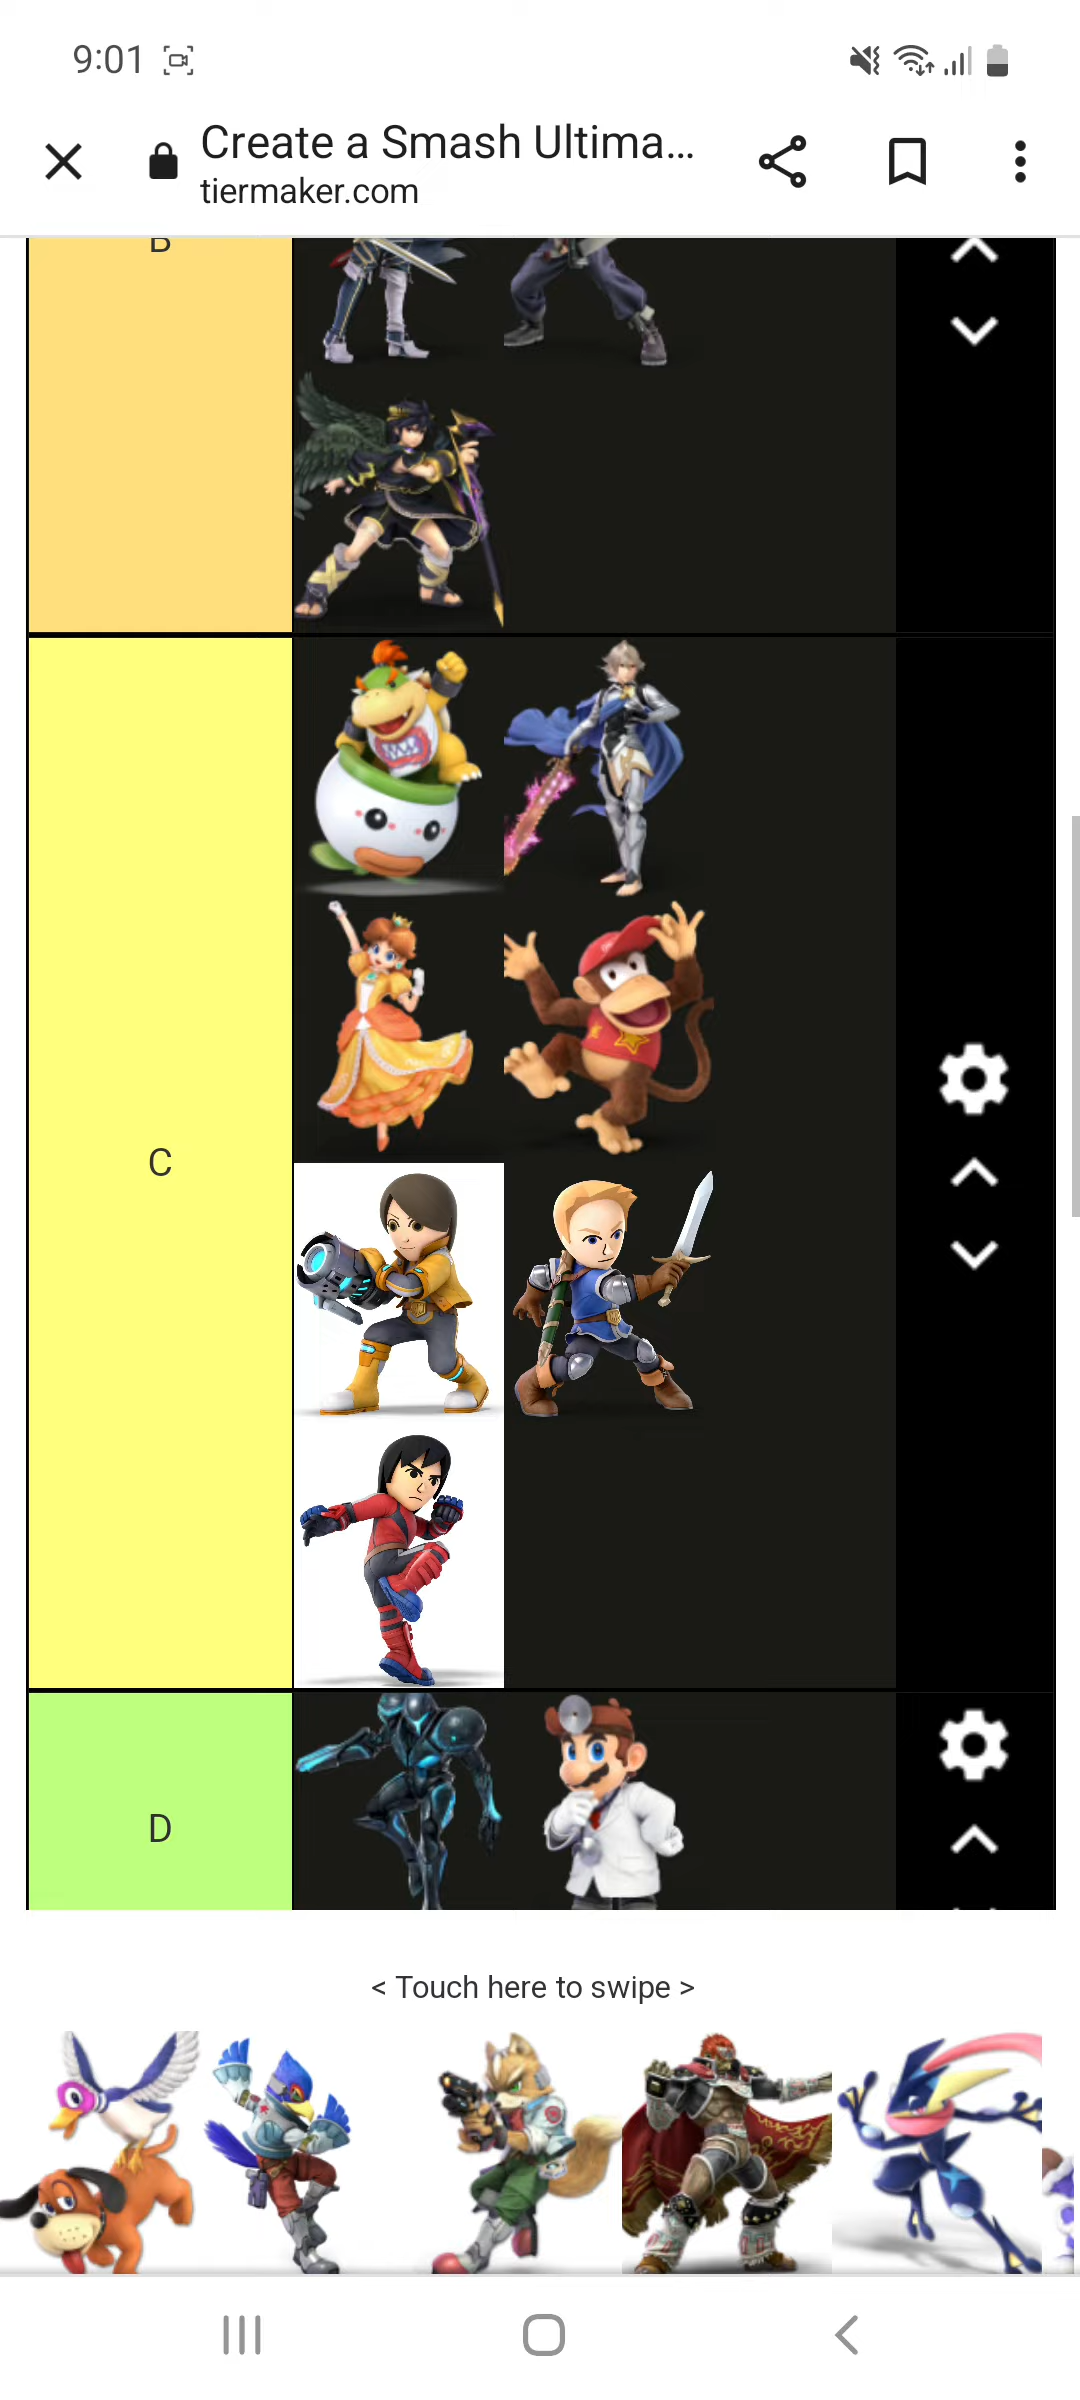 9:01
Create a Smash Ultima...
tiermaker.com
B
C
D
< Touch here to swipe >